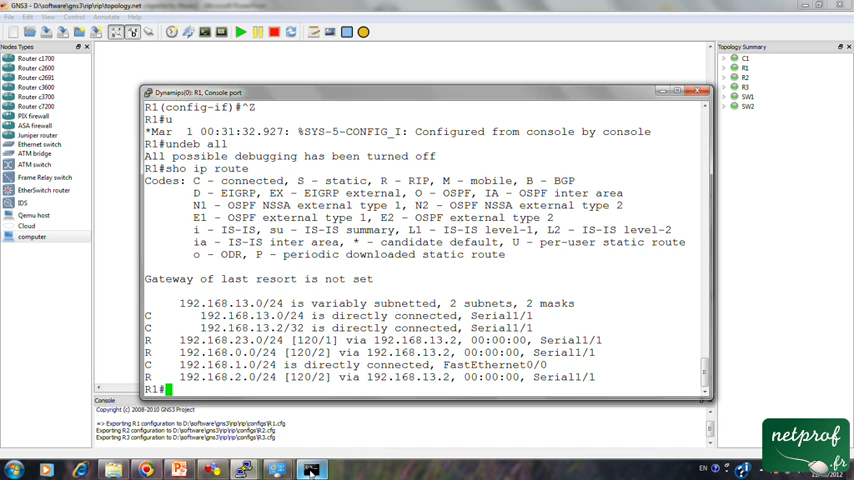 GNS3 - D:\software\gns3\rip\rip\topology.net
File Edit View Control Annotate Help
Nodes Types
Topology Summary
Router c1700
Router c2600
Router c2691
Router c3600
Router c3700
Router c7200
PIX firewall
ASA firewall
Juniper router
Ethernet switch
ATM bridge
ATM switch
Frame Relay switch
EtherSwitch router
IDS
Qemu host
Cloud
computer
C1
R1
R2
R3
SW1
SW2
Dynamips(0): R1, Console port
R1(config-if)#^Z
R1#u
*Mar 1 00:31:32.927: %SYS-5-CONFIG_I: Configured from console by console
R1#undeb all
All possible debugging has been turned off
R1#sho ip route
Codes: C - connected, S - static, R - RIP, M - mobile, B - BGP
D - EIGRP, EX - EIGRP external, O - OSPF, IA - OSPF inter area
N1 - OSPF NSSA external type 1, N2 - OSPF NSSA external type 2
E1 - OSPF external type 1, E2 - OSPF external type 2
i - IS-IS, su - IS-IS summary, L1 - IS-IS level-1, L2 - IS-IS level-2
ia - IS-IS inter area, * - candidate default, U - per-user static route
o - ODR, P - periodic downloaded static route
Gateway of last resort is not set
192.168.13.0/24 is variably subnetted, 2 subnets, 2 masks
C 192.168.13.0/24 is directly connected, Serial1/1
C 192.168.13.2/32 is directly connected, Serial1/1
R 192.168.23.0/24 [120/1] via 192.168.13.2, 00:00:00, Serial1/1
R 192.168.0.0/24 [120/2] via 192.168.13.2, 00:00:00, Serial1/1
C 192.168.1.0/24 is directly connected, FastEthernet0/0
R 192.168.2.0/24 [120/2] via 192.168.13.2, 00:00:00, Serial1/1
R1#
Console
Copyright (c) 2008-2010 GNS3 Project
=> Exporting R1 configuration to D:\software\gns3\rip\rip\configs\R1.cfg
Exporting R2 configuration to D:\software\gns3\rip\rip\configs\R2.cfg
Exporting R3 configuration to D:\software\gns3\rip\rip\configs\R3.cfg
netprof
.fr
EN